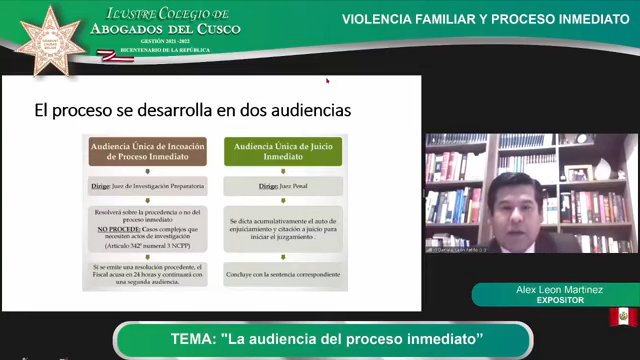 ILUSTRE COLEGIO DE
ABOGADOS DEL CUSCO
GESTIÓN 2021 -2022
BICENTENARIO DE LA REPÚBLICA
VIOLENCIA FAMILIAR Y PROCESO INMEDIATO
El proceso se desarrolla en dos audiencias
Audiencia Única de Incoación
de Proceso Inmediato
Dirige: Juez de Investigación Preparatoria
Resolverá sobre la procedencia o no del
proceso inmediato
NO PROCEDE: Casos complejos que
necesiten actos de investigación
(Artículo 342° numeral 3 NCPP)
Si se emite una resolución procedente, el
Fiscal acusa en 24 horas y continuará con
una segunda audiencia.
Audiencia Única de Juicio
Inmediato
Dirige: Juez Penal
Se dicta acumulativamente el auto de
enjuiciamiento y citación a juicio para
iniciar el juzgamiento .
Concluye con la sentencia correspondiente
Alex Leon Martinez
EXPOSITOR
TEMA: "La audiencia del proceso inmediato”